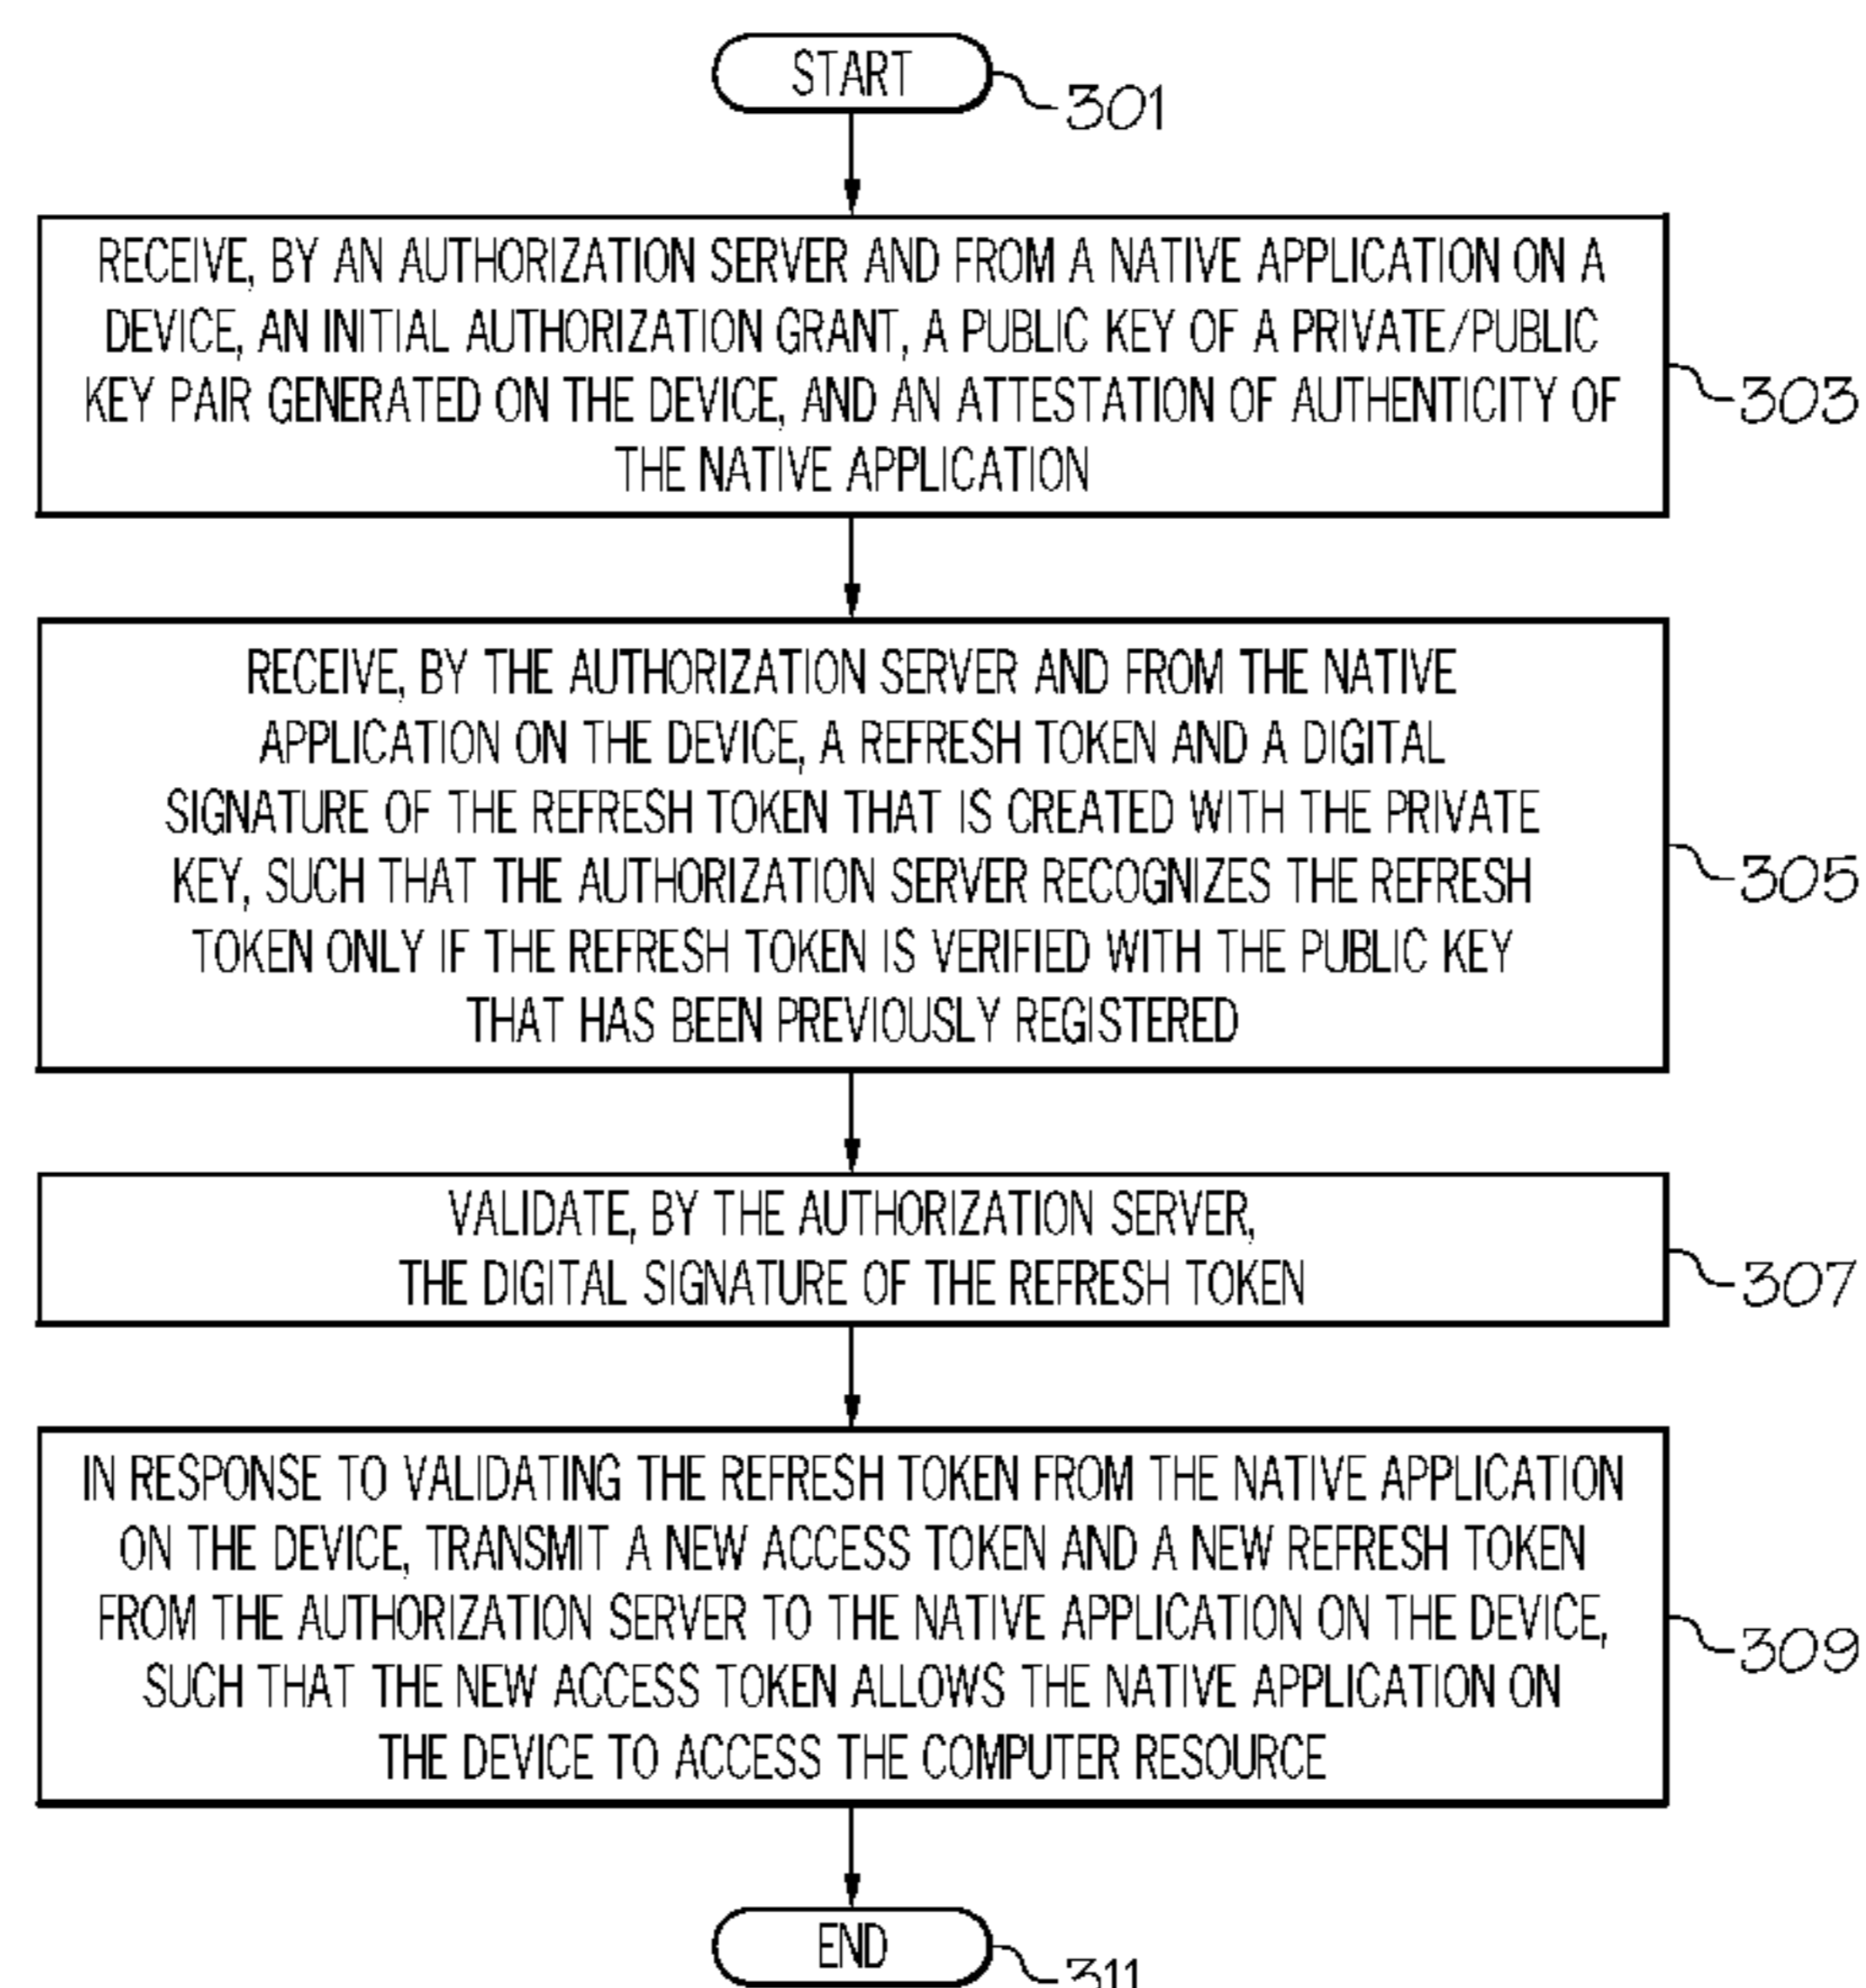 START
301
RECEIVE, BY AN AUTHORIZATION SERVER AND FROM A NATIVE APPLICATION ON A
DEVICE, AN INITIAL AUTHORIZATION GRANT, A PUBLIC KEY OF A PRIVATE/PUBLIC
KEY PAIR GENERATED ON THE DEVICE, AND AN ATTESTATION OF AUTHENTICITY OF
THE NATIVE APPLICATION
303
RECEIVE, BY THE AUTHORIZATION SERVER AND FROM THE NATIVE
APPLICATION ON THE DEVICE, A REFRESH TOKEN AND A DIGITAL
SIGNATURE OF THE REFRESH TOKEN THAT IS CREATED WITH THE PRIVATE
KEY, SUCH THAT THE AUTHORIZATION SERVER RECOGNIZES THE REFRESH
TOKEN ONLY IF THE REFRESH TOKEN IS VERIFIED WITH THE PUBLIC KEY
THAT HAS BEEN PREVIOUSLY REGISTERED
305
VALIDATE, BY THE AUTHORIZATION SERVER,
THE DIGITAL SIGNATURE OF THE REFRESH TOKEN
307
IN RESPONSE TO VALIDATING THE REFRESH TOKEN FROM THE NATIVE APPLICATION
ON THE DEVICE, TRANSMIT A NEW ACCESS TOKEN AND A NEW REFRESH TOKEN
FROM THE AUTHORIZATION SERVER TO THE NATIVE APPLICATION ON THE DEVICE,
SUCH THAT THE NEW ACCESS TOKEN ALLOWS THE NATIVE APPLICATION ON
THE DEVICE TO ACCESS THE COMPUTER RESOURCE
309
END
311